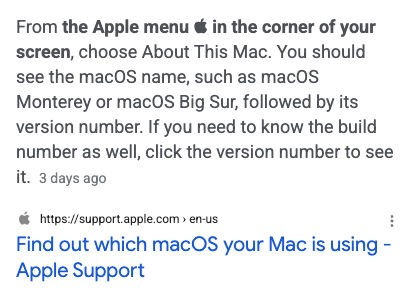 From the Apple menu  in the corner of your
screen, choose About This Mac. You should
see the macOS name, such as macOS
Monterey or macOS Big Sur, followed by its
version number. If you need to know the build
number as well, click the version number to see
it. 3 days ago
https://support.apple.com › en-us
Find out which macOS your Mac is using -
Apple Support